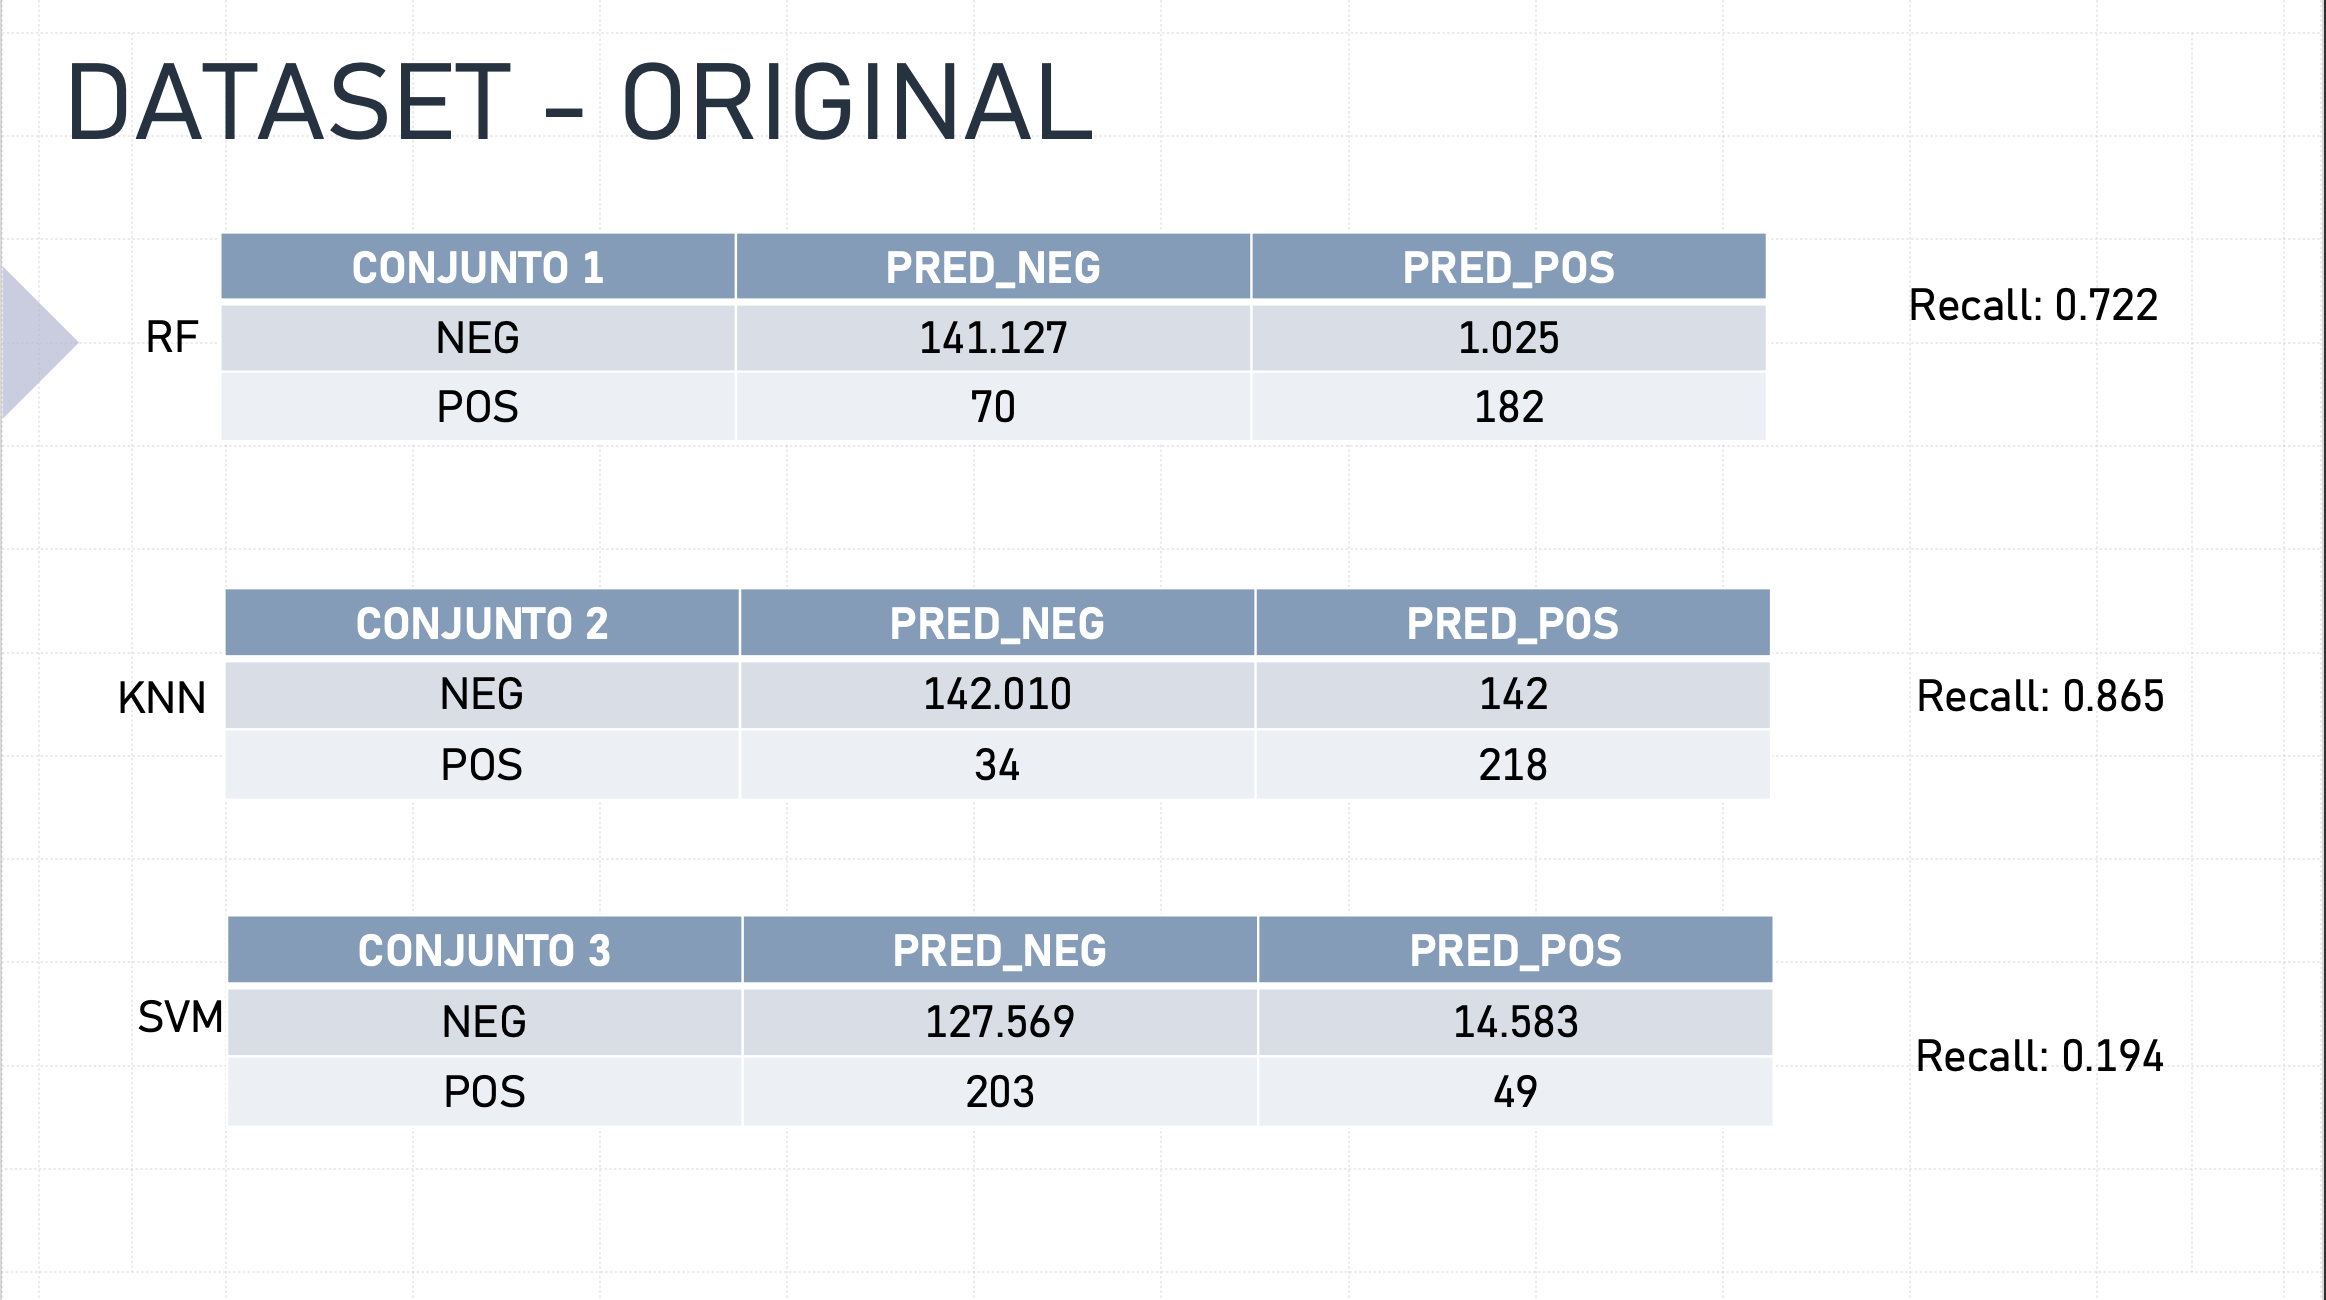 DATASET - ORIGINAL
CONJUNTO 1 PRED_NEG PRED_POS
RF NEG 141.127 1.025 Recall: 0.722
POS 70 182
CONJUNTO 2 PRED_NEG PRED_POS
KNN NEG 142.010 142 Recall: 0.865
POS 34 218
CONJUNTO 3 PRED_NEG PRED_POS
SVM NEG 127.569 14.583
Recall: 0.194
POS 203 49